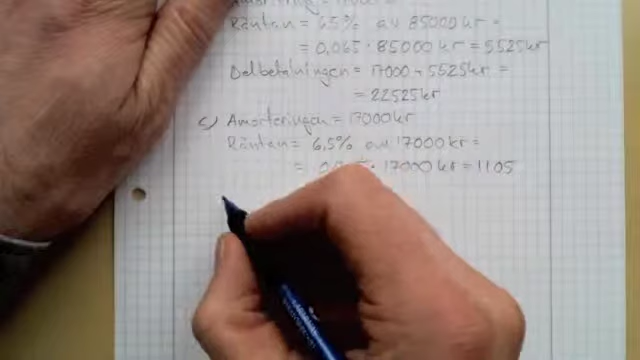 Räntan = 6,5% av 85000 kr =
= 0,065 · 85000 kr = 5525 kr
Delbetalningen = 17000 + 5525 kr =
= 22525 kr
c) Amorteringen = 17000 kr
Räntan = 6,5% av 17000 kr =
= · 17000 kr = 1105